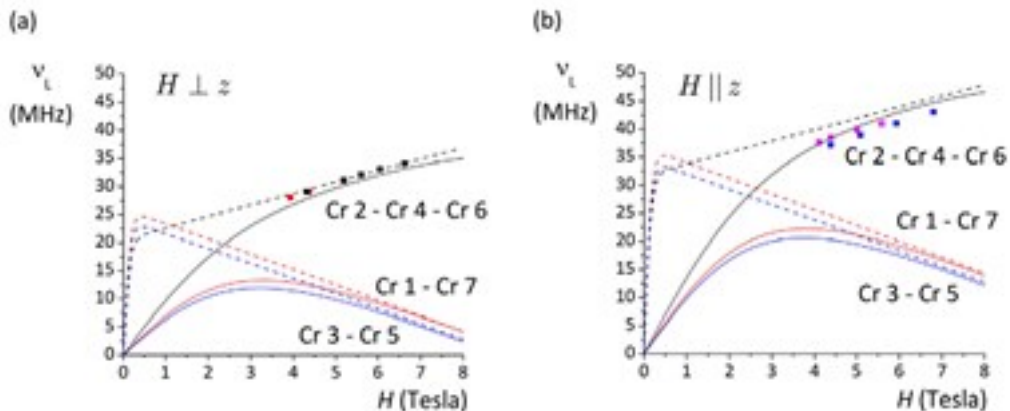 (a)
ν_L
(MHz)
H ⊥ z
50
45
40
35
30
25
20
15
10
5
0
Cr 2 - Cr 4 - Cr 6
Cr 1 - Cr 7
Cr 3 - Cr 5
0 1 2 3 4 5 6 7 8
H (Tesla)
(b)
ν_L
(MHz)
H || z
50
45
40
35
30
25
20
15
10
5
0
Cr 2 - Cr 4 - Cr 6
Cr 1 - Cr 7
Cr 3 - Cr 5
0 1 2 3 4 5 6 7 8
H (Tesla)